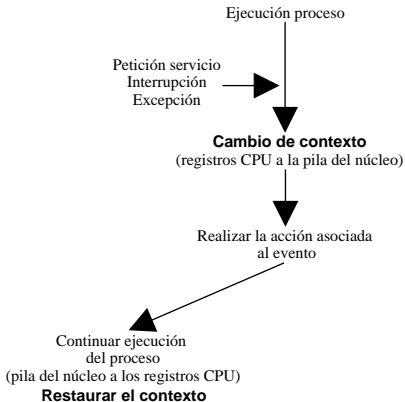 Ejecución proceso
Petición servicio
Interrupción
Excepción
Cambio de contexto
(registros CPU a la pila del núcleo)
Realizar la acción asociada
al evento
Continuar ejecución
del proceso
(pila del núcleo a los registros CPU)
Restaurar el contexto